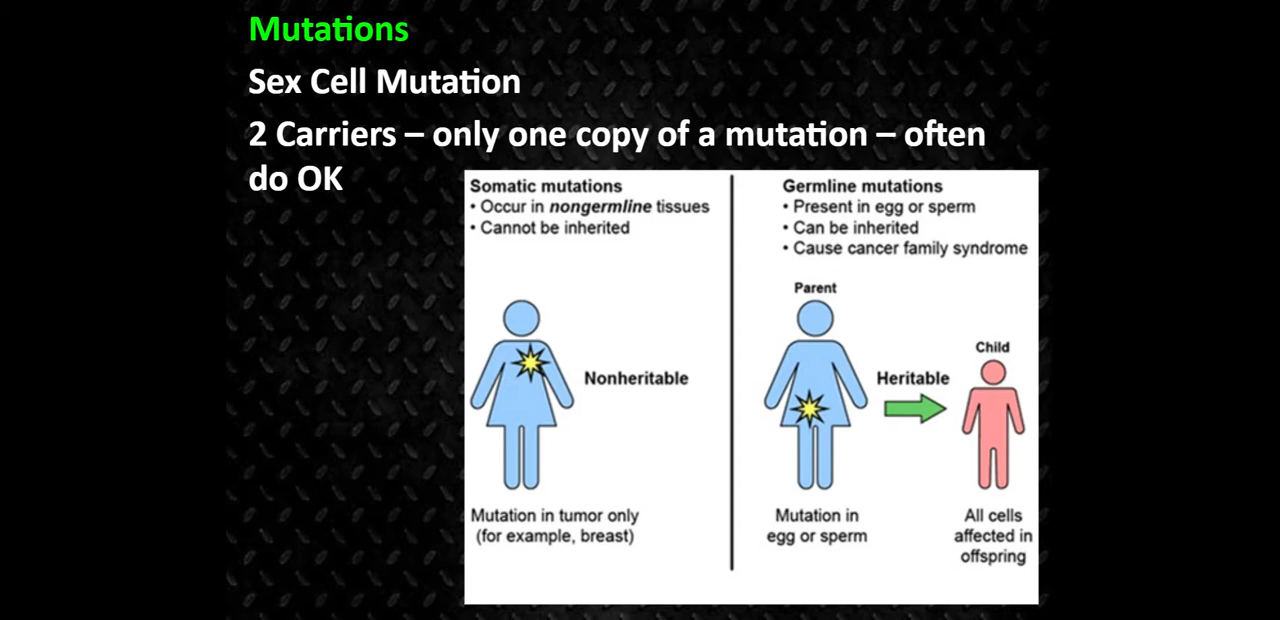 Mutations
Sex Cell Mutation
2 Carriers – only one copy of a mutation – often
do OK
Somatic mutations
• Occur in nongermline tissues
• Cannot be inherited
Nonheritable
Mutation in tumor only
(for example, breast)
Germline mutations
• Present in egg or sperm
• Can be inherited
• Cause cancer family syndrome
Parent
Child
Heritable
Mutation in
egg or sperm
All cells
affected in
offspring